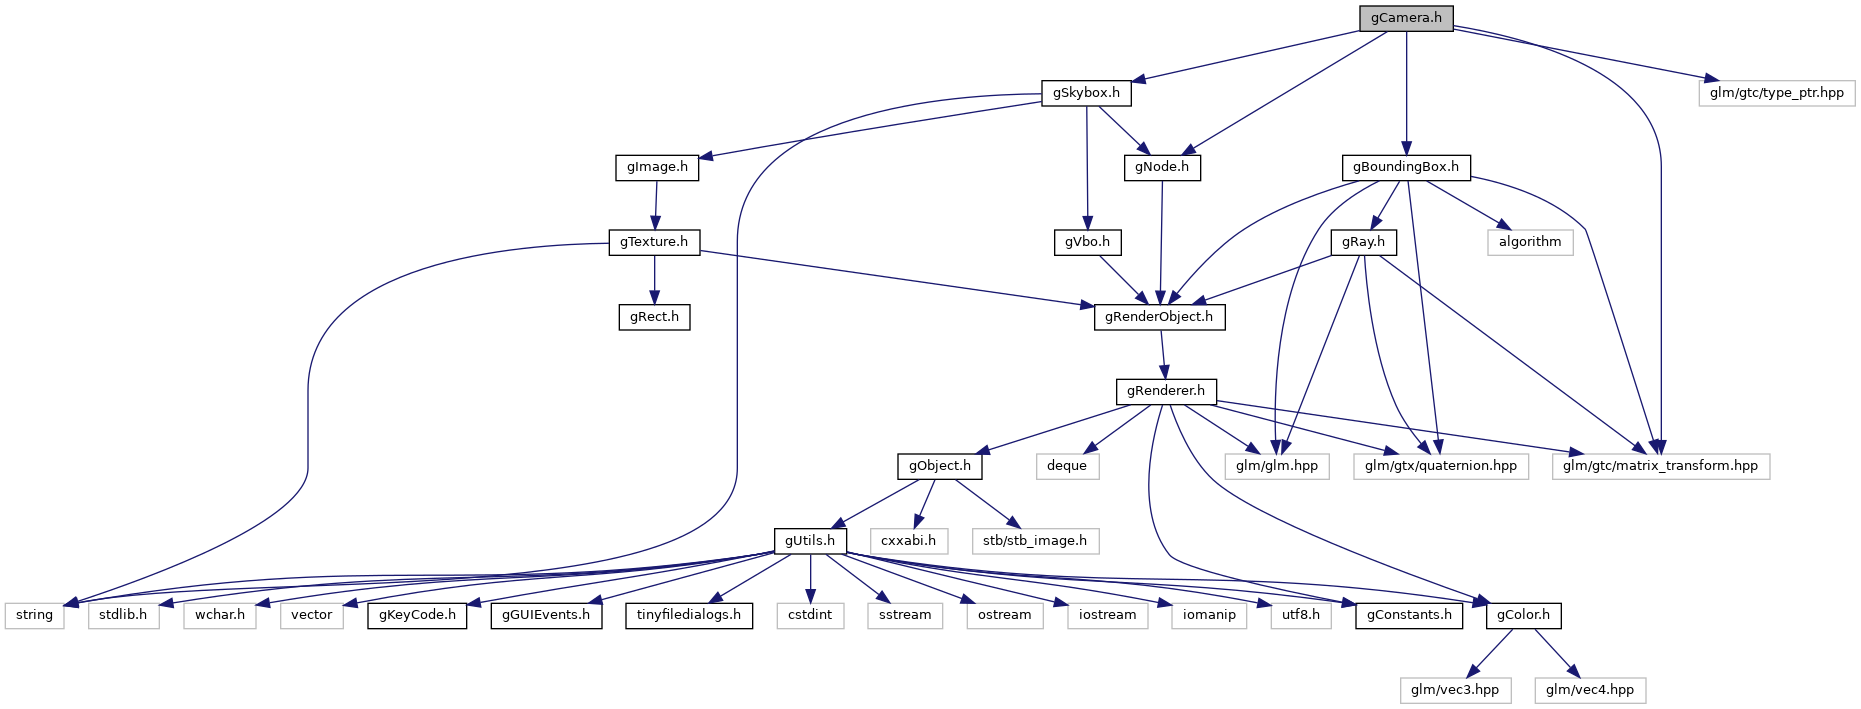 gCamera.h
gSkybox.h
glm/gtc/type_ptr.hpp
gImage.h
gNode.h
gBoundingBox.h
gTexture.h
gVbo.h
gRay.h
algorithm
gRect.h
gRenderObject.h
gRenderer.h
gObject.h
deque
glm/glm.hpp
glm/gtx/quaternion.hpp
glm/gtc/matrix_transform.hpp
gUtils.h
cxxabi.h
stb/stb_image.h
string
stdlib.h
wchar.h
vector
gKeyCode.h
gGUIEvents.h
tinyfiledialogs.h
cstdint
sstream
ostream
iostream
iomanip
utf8.h
gConstants.h
gColor.h
glm/vec3.hpp
glm/vec4.hpp